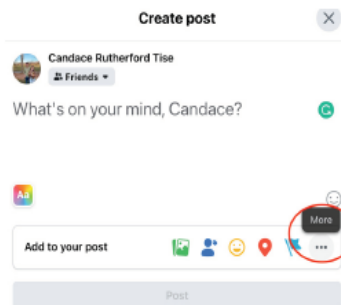 Create post
Candace Rutherford Tise
Friends
What's on your mind, Candace?
Aa
More
Add to your post
Post